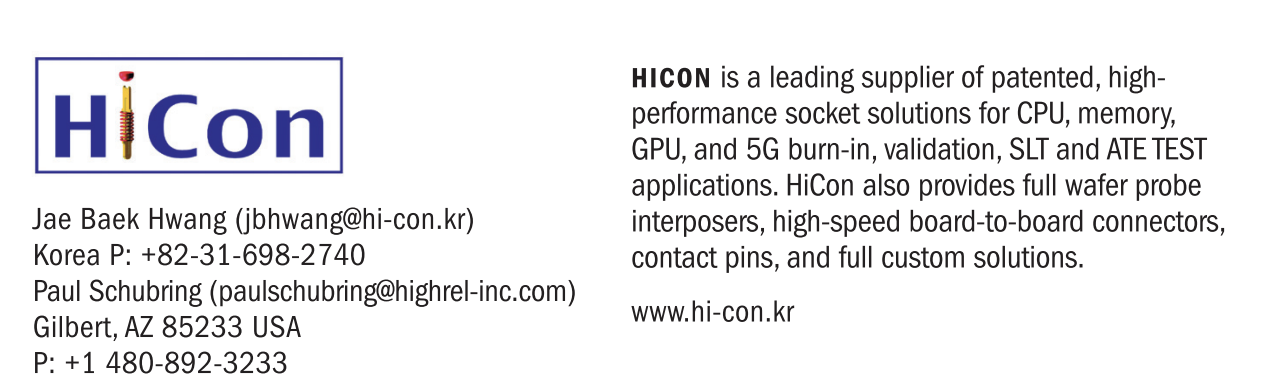 HiCon
Jae Baek Hwang (jbhwang@hi-con.kr)
Korea P: +82-31-698-2740
Paul Schubring (paulschubring@highrel-inc.com)
Gilbert, AZ 85233 USA
P: +1 480-892-3233
HICON is a leading supplier of patented, high-
performance socket solutions for CPU, memory,
GPU, and 5G burn-in, validation, SLT and ATE TEST
applications. HiCon also provides full wafer probe
interposers, high-speed board-to-board connectors,
contact pins, and full custom solutions.
www.hi-con.kr